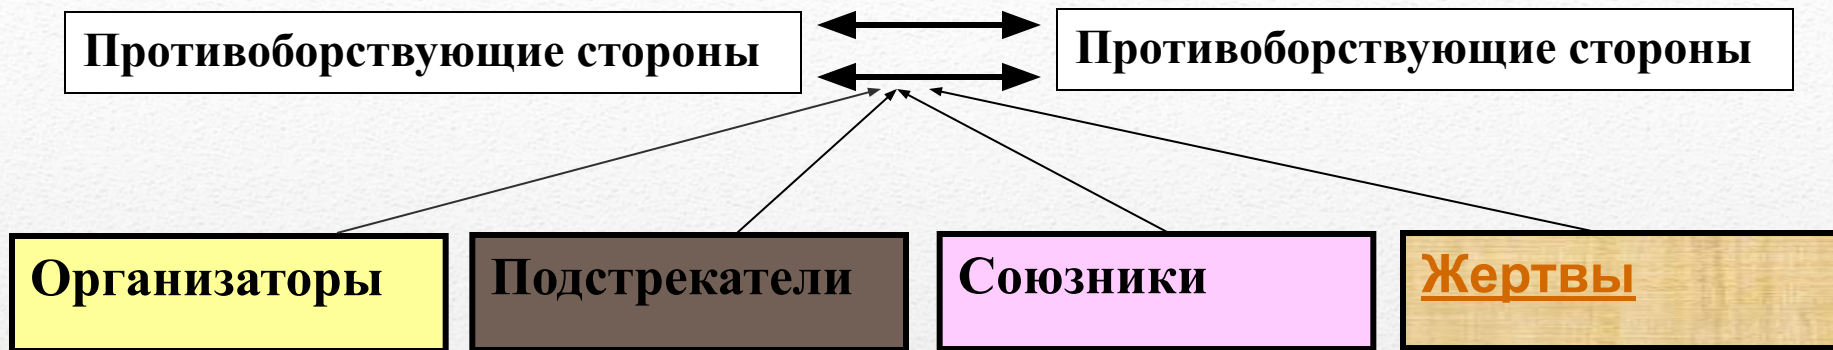 Противоборствующие стороны
Противоборствующие стороны
Организаторы
Подстрекатели
Союзники
Жертвы